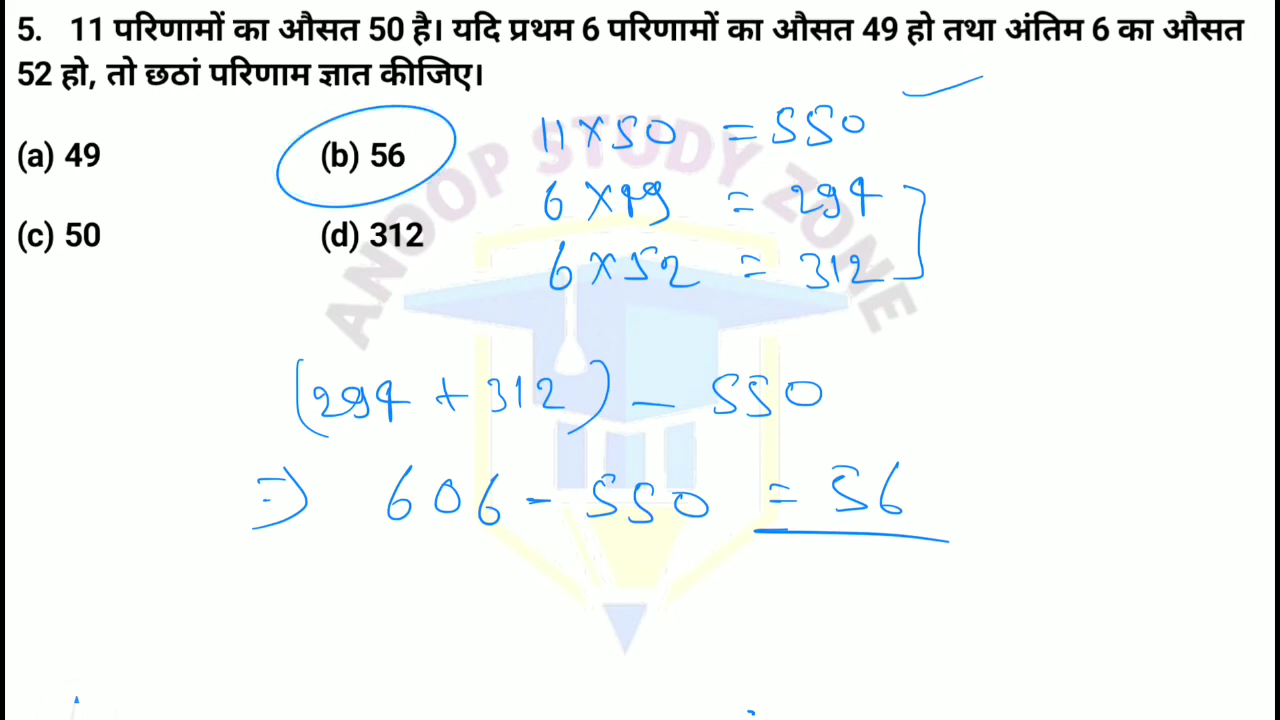 5. 11 परिणामों का औसत 50 है। यदि प्रथम 6 परिणामों का औसत 49 हो तथा अंतिम 6 का औसत
52 हो, तो छठां परिणाम ज्ञात कीजिए।
(a) 49 (b) 56
(c) 50 (d) 312
11 × 50 = 550
6 × 49 = 294
6 × 52 = 312
(294 + 312) - 550
⇒ 606 - 550 = 56
ANOOP STUDY ZONE